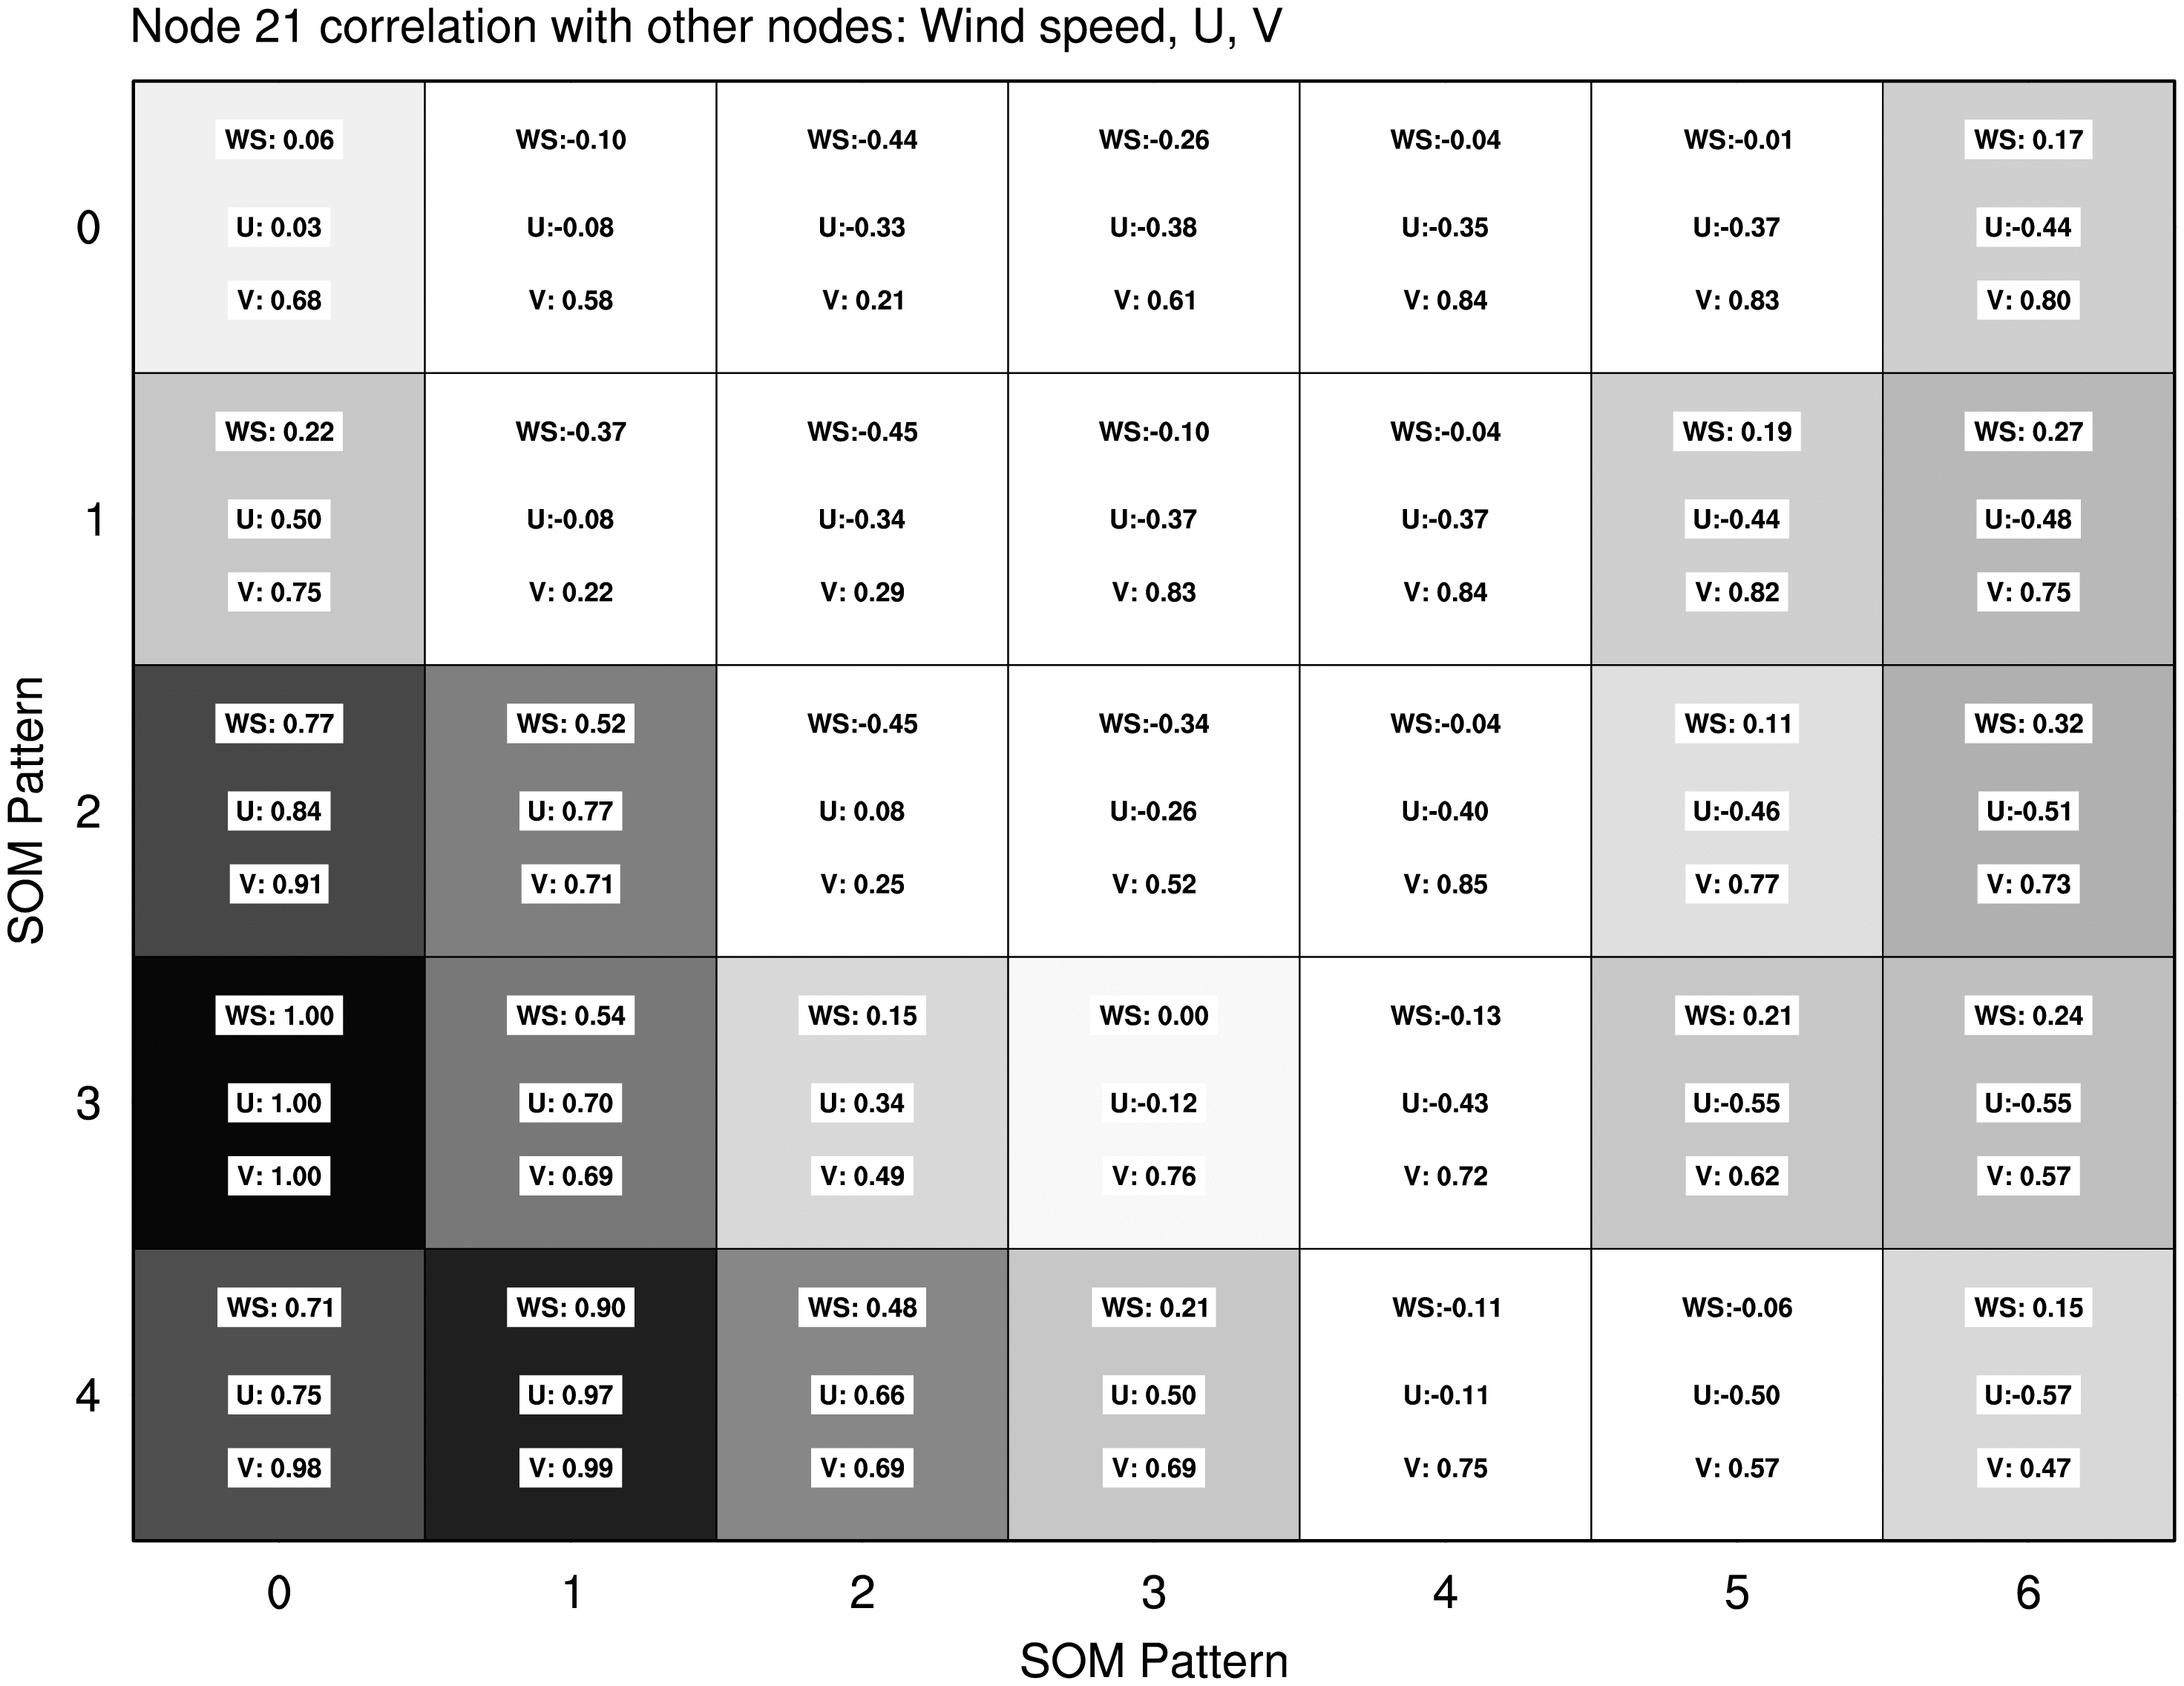 Node 21 correlation with other nodes: Wind speed, U, V
WS: 0.06 WS:-0.10 WS:-0.44 WS:-0.26 WS:-0.04 WS:-0.01 WS: 0.17
0 U: 0.03 U:-0.08 U:-0.33 U:-0.38 U:-0.35 U:-0.37 U:-0.44
V: 0.68 V: 0.58 V: 0.21 V: 0.61 V: 0.84 V: 0.83 V: 0.80
WS: 0.22 WS:-0.37 WS:-0.45 WS:-0.10 WS:-0.04 WS: 0.19 WS: 0.27
1 U: 0.50 U:-0.08 U:-0.34 U:-0.37 U:-0.37 U:-0.44 U:-0.48
V: 0.75 V: 0.22 V: 0.29 V: 0.83 V: 0.84 V: 0.82 V: 0.75
SOM Pattern
WS: 0.77 WS: 0.52 WS:-0.45 WS:-0.34 WS:-0.04 WS: 0.11 WS: 0.32
2 U: 0.84 U: 0.77 U: 0.08 U:-0.26 U:-0.40 U:-0.46 U:-0.51
V: 0.91 V: 0.71 V: 0.25 V: 0.52 V: 0.85 V: 0.77 V: 0.73
WS: 1.00 WS: 0.54 WS: 0.15 WS: 0.00 WS:-0.13 WS: 0.21 WS: 0.24
3 U: 1.00 U: 0.70 U: 0.34 U:-0.12 U:-0.43 U:-0.55 U:-0.55
V: 1.00 V: 0.69 V: 0.49 V: 0.76 V: 0.72 V: 0.62 V: 0.57
WS: 0.71 WS: 0.90 WS: 0.48 WS: 0.21 WS:-0.11 WS:-0.06 WS: 0.15
4 U: 0.75 U: 0.97 U: 0.66 U: 0.50 U:-0.11 U:-0.50 U:-0.57
V: 0.98 V: 0.99 V: 0.69 V: 0.69 V: 0.75 V: 0.57 V: 0.47
0 1 2 3 4 5 6
SOM Pattern